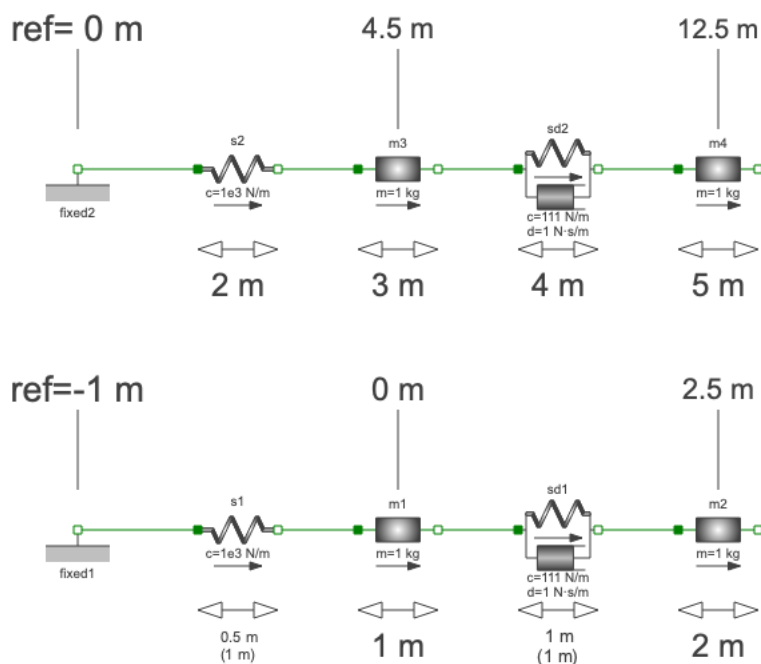 ref= 0 m
4.5 m
12.5 m
s2
m3
sd2
m4
c=1e3 N/m
m=1 kg
m=1 kg
fixed2
c=111 N/m
d=1 N·s/m
2 m
3 m
4 m
5 m
ref=-1 m
0 m
2.5 m
s1
m1
sd1
m2
c=1e3 N/m
m=1 kg
m=1 kg
fixed1
c=111 N/m
d=1 N·s/m
0.5 m
(1 m)
1 m
1 m
(1 m)
2 m